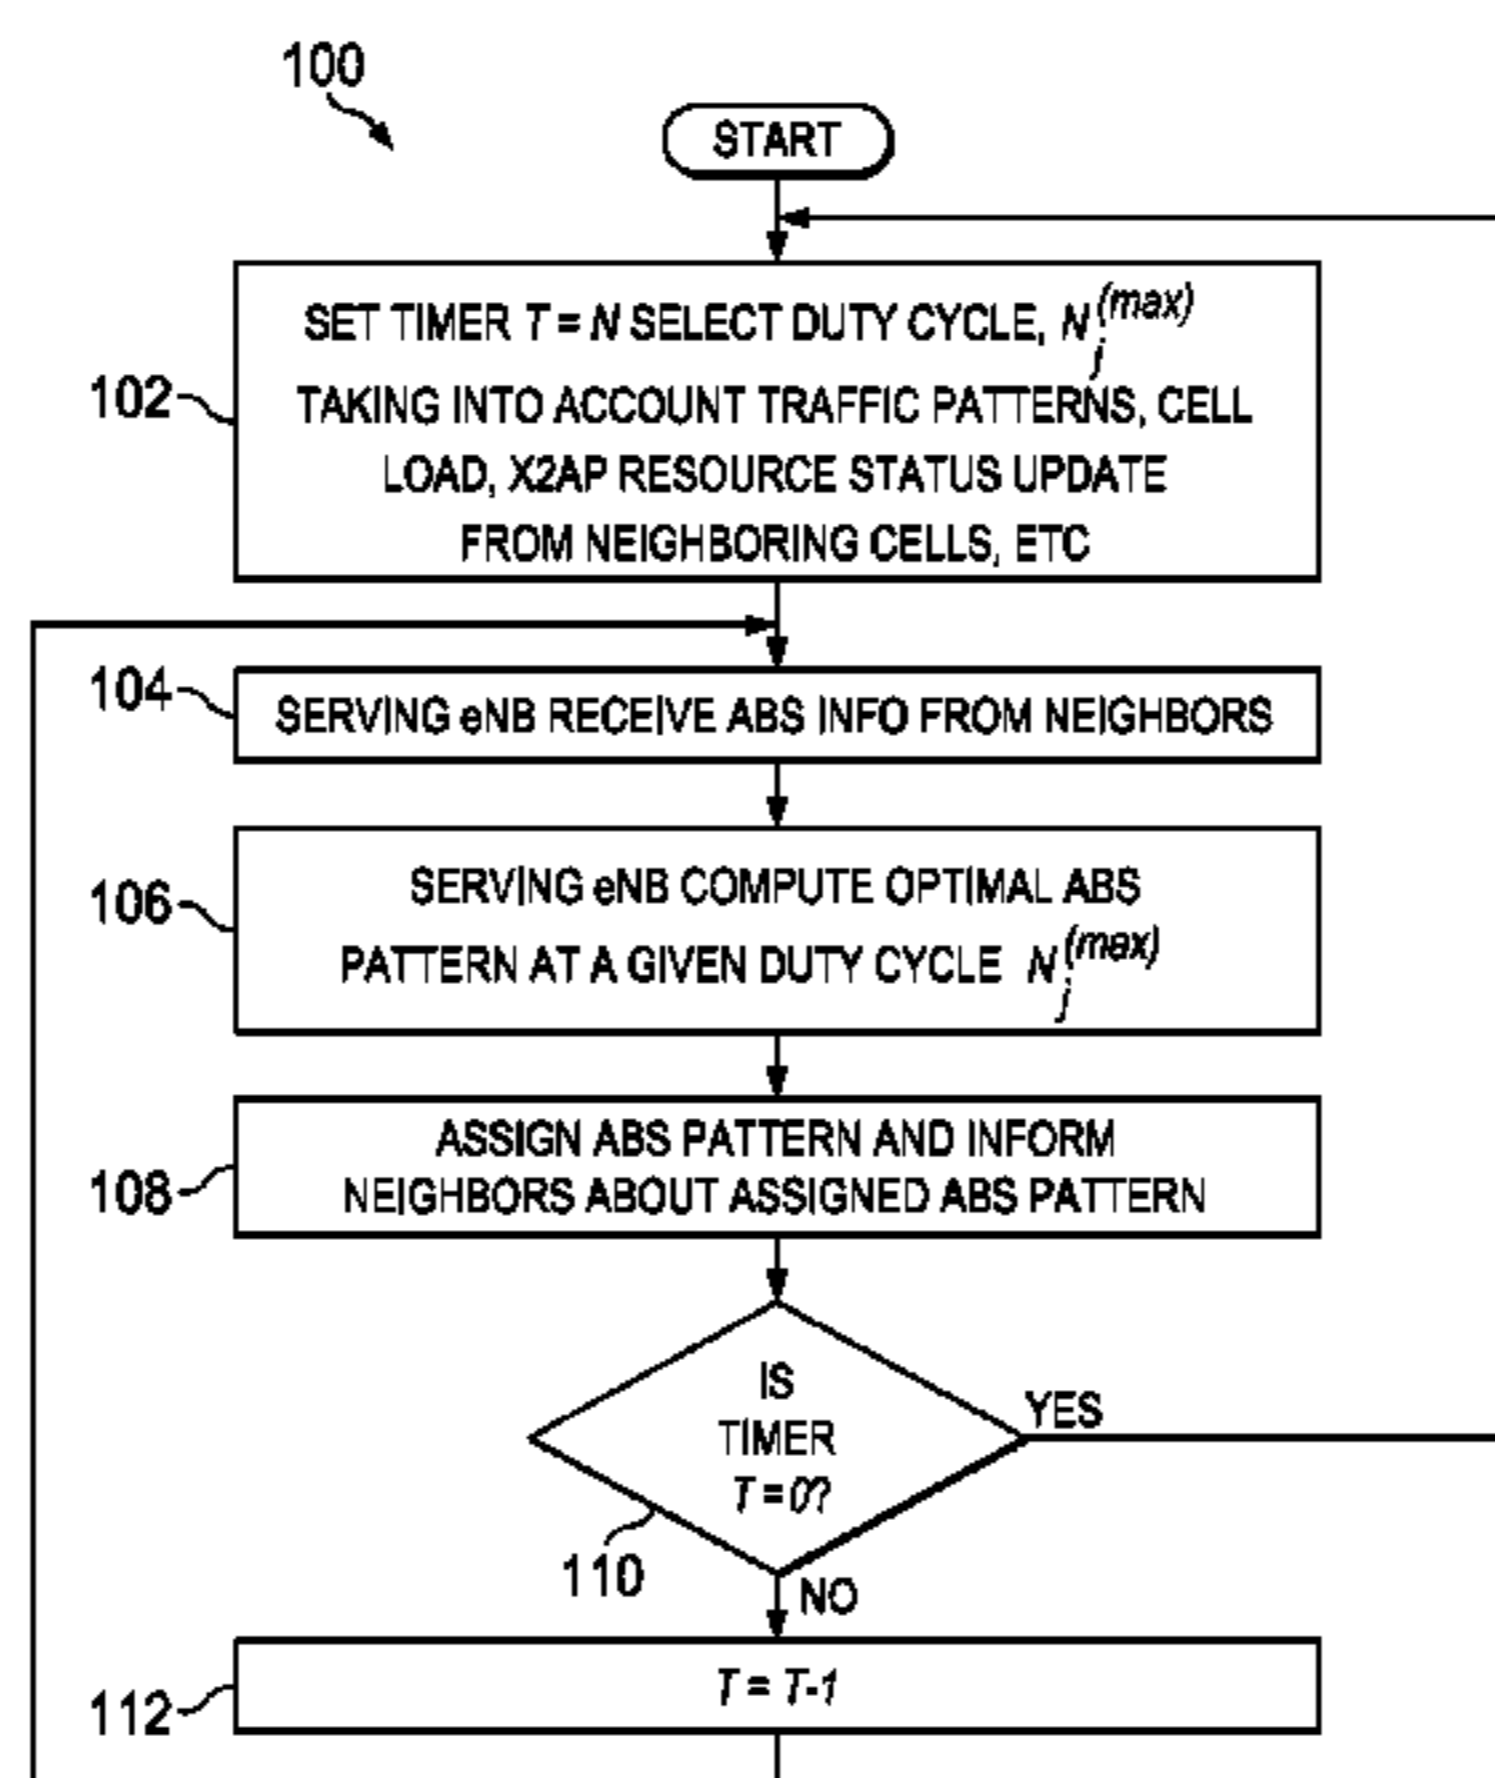 100
START
SET TIMER T = N SELECT DUTY CYCLE, N_j^(max)
TAKING INTO ACCOUNT TRAFFIC PATTERNS, CELL
LOAD, X2AP RESOURCE STATUS UPDATE
FROM NEIGHBORING CELLS, ETC
102
104
SERVING eNB RECEIVE ABS INFO FROM NEIGHBORS
106
SERVING eNB COMPUTE OPTIMAL ABS
PATTERN AT A GIVEN DUTY CYCLE N_j^(max)
108
ASSIGN ABS PATTERN AND INFORM
NEIGHBORS ABOUT ASSIGNED ABS PATTERN
IS
TIMER
T = 0?
YES
110
NO
112
T = T-1